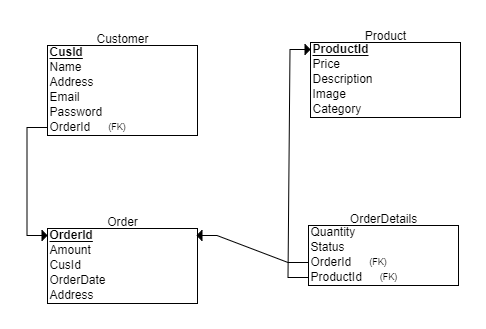 Customer
CusId
Name
Address
Email
Password
OrderId (FK)
Product
ProductId
Price
Description
Image
Category
Order
OrderId
Amount
CusId
OrderDate
Address
OrderDetails
Quantity
Status
OrderId (FK)
ProductId (FK)